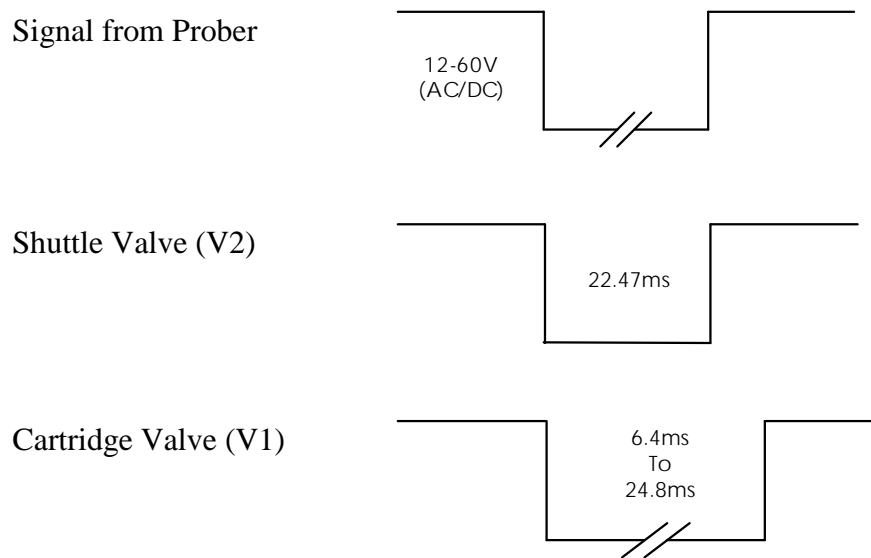 Signal from Prober
12-60V
(AC/DC)
Shuttle Valve (V2)
22.47ms
Cartridge Valve (V1)
6.4ms
To
24.8ms